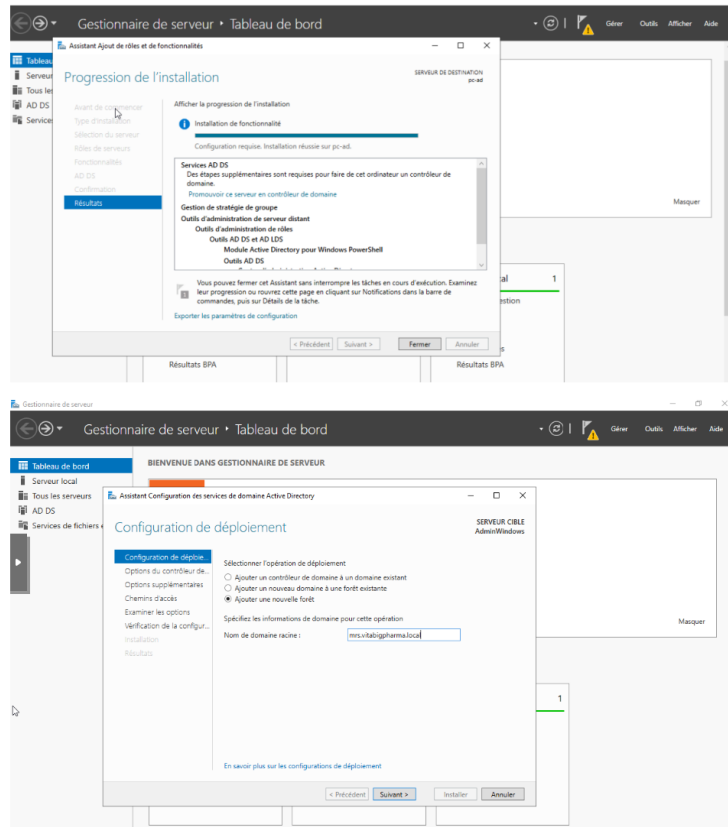 Gestionnaire de serveur • Tableau de bord
Gérer Outils Afficher Aide
Assistant Ajout de rôles et de fonctionnalités
Tableau
Serveur
Tous les
AD DS
Service
Progression de l'installation
SERVEUR DE DESTINATION
pc-ad
Avant de commencer
Type d'installation
Sélection du serveur
Rôles de serveurs
Fonctionnalités
AD DS
Confirmation
Résultats
Afficher la progression de l'installation
Installation de fonctionnalité
Configuration requise. Installation réussie sur pc-ad.
Services AD DS
Des étapes supplémentaires sont requises pour faire de cet ordinateur un contrôleur de
domaine.
Promouvoir ce serveur en contrôleur de domaine
Gestion de stratégie de groupe
Outils d'administration de serveur distant
Outils d'administration de rôles
Outils AD DS et AD LDS
Module Active Directory pour Windows PowerShell
Outils AD DS
Vous pouvez fermer cet Assistant sans interrompre les tâches en cours d'exécution. Examinez
leur progression ou rouvrez cette page en cliquant sur Notifications dans la barre de
commandes, puis sur Détails de la tâche.
Exporter les paramètres de configuration
< Précédent Suivant > Fermer Annuler
Masquer
al 1
estion
es
Résultats BPA Résultats BPA
Gestionnaire de serveur
Gestionnaire de serveur • Tableau de bord
Gérer Outils Afficher Aide
Tableau de bord
Serveur local
Tous les serveurs
AD DS
Services de fichiers e
BIENVENUE DANS GESTIONNAIRE DE SERVEUR
Assistant Configuration des services de domaine Active Directory
Configuration de déploiement
SERVEUR CIBLE
AdminWindows
Configuration de déploie...
Options du contrôleur de...
Options supplémentaires
Chemins d'accès
Examiner les options
Vérification de la configur...
Installation
Résultats
Sélectionner l'opération de déploiement
Ajouter un contrôleur de domaine à un domaine existant
Ajouter un nouveau domaine à une forêt existante
Ajouter une nouvelle forêt
Spécifiez les informations de domaine pour cette opération
Nom de domaine racine : mrs.vitabigpharma.local
En savoir plus sur les configurations de déploiement
< Précédent Suivant > Installer Annuler
Masquer
1